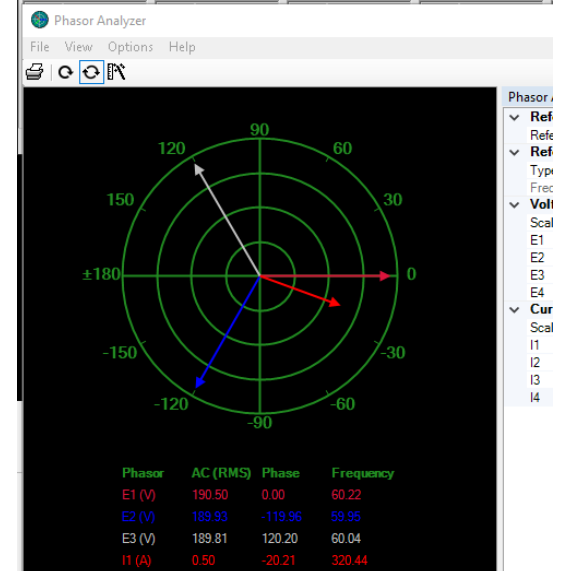 Phasor Analyzer
File View Options Help
Phasor
90
120
60
150
30
±180
0
-150
-30
-120
-60
-90
Phasor AC (RMS) Phase Frequency
E1 (V) 190.50 0.00 60.22
E2 (V) 189.93 -119.96 59.95
E3 (V) 189.81 120.20 60.04
I1 (A) 0.50 -20.21 320.44
E1
E2
E3
E4
I1
I2
I3
I4